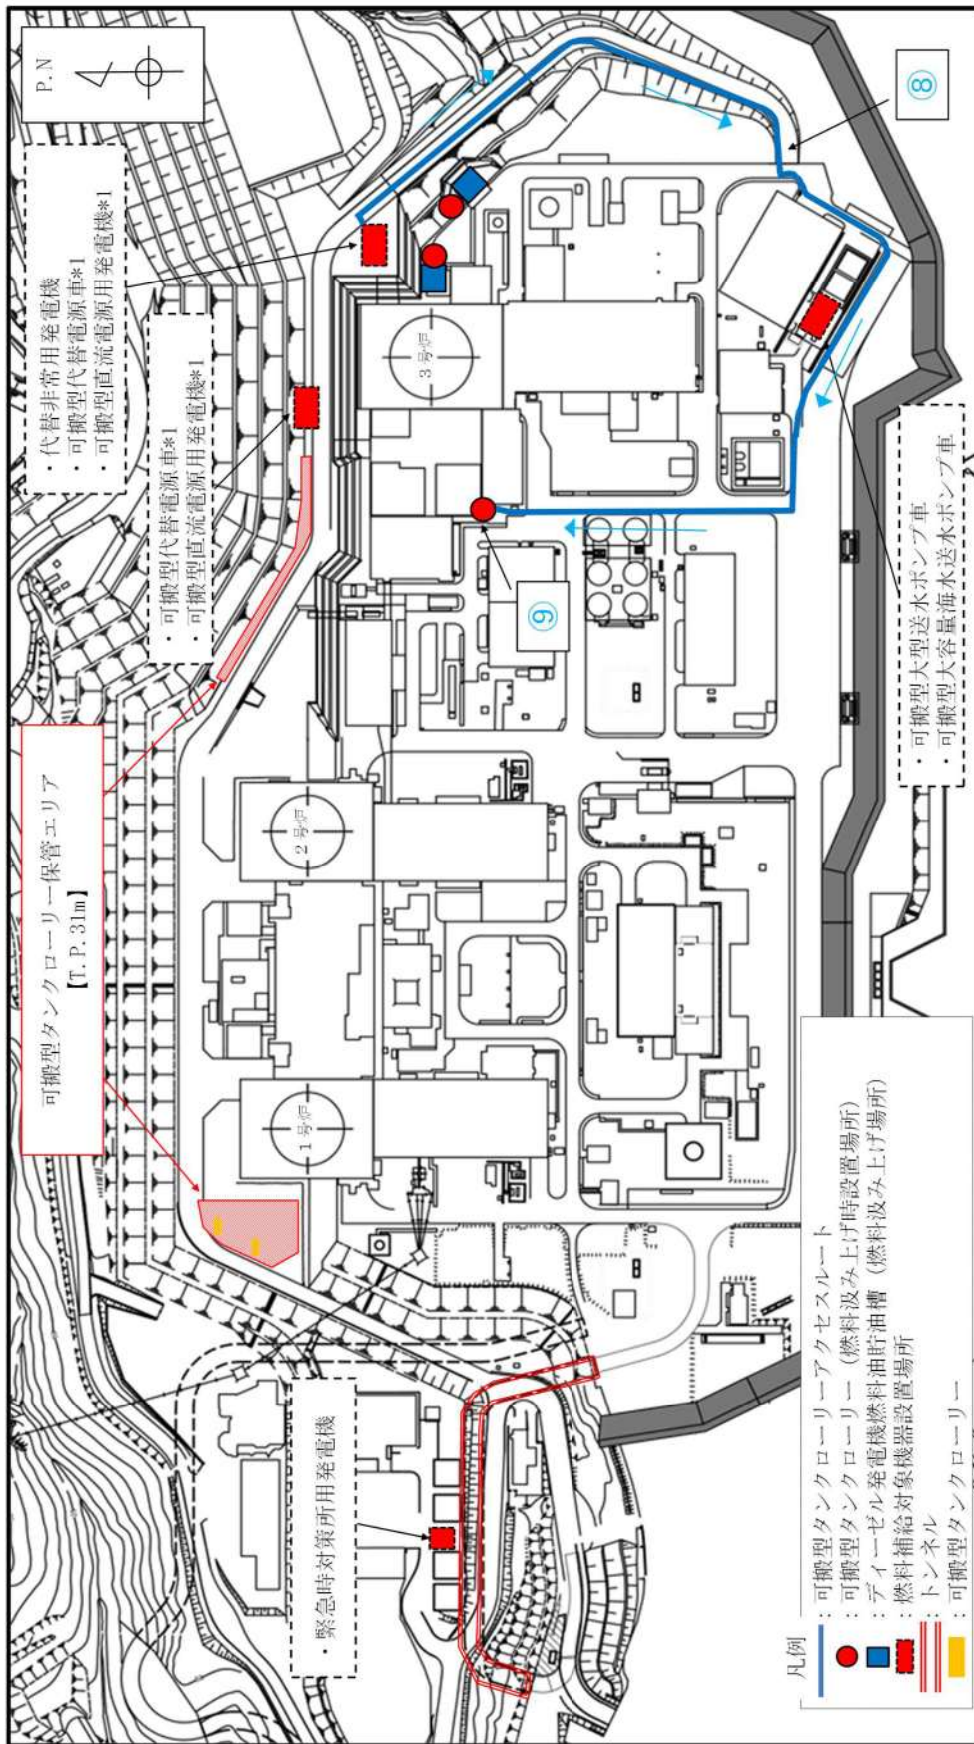 P.N
・代替非常用発電機
・可搬型代替電源車*1
・可搬型直流電源用発電機*1
・可搬型代替電源車*1
・可搬型直流電源用発電機*1
可搬型タンクローリー保管エリア
【T.P.31m】
・緊急時対策所用発電機
1号炉
2号炉
3号炉
⑧
⑨
・可搬型大型送水ポンプ車
・可搬型大容量海水送水ポンプ車
凡例
：可搬型タンクローリーアクセスルート
：可搬型タンクローリー（燃料汲み上げ時設置場所）
：ディーゼル発電機燃料油貯油槽（燃料汲み上げ場所）
：燃料補給対象機器設置場所
：トンネル
：可搬型タンクローリー